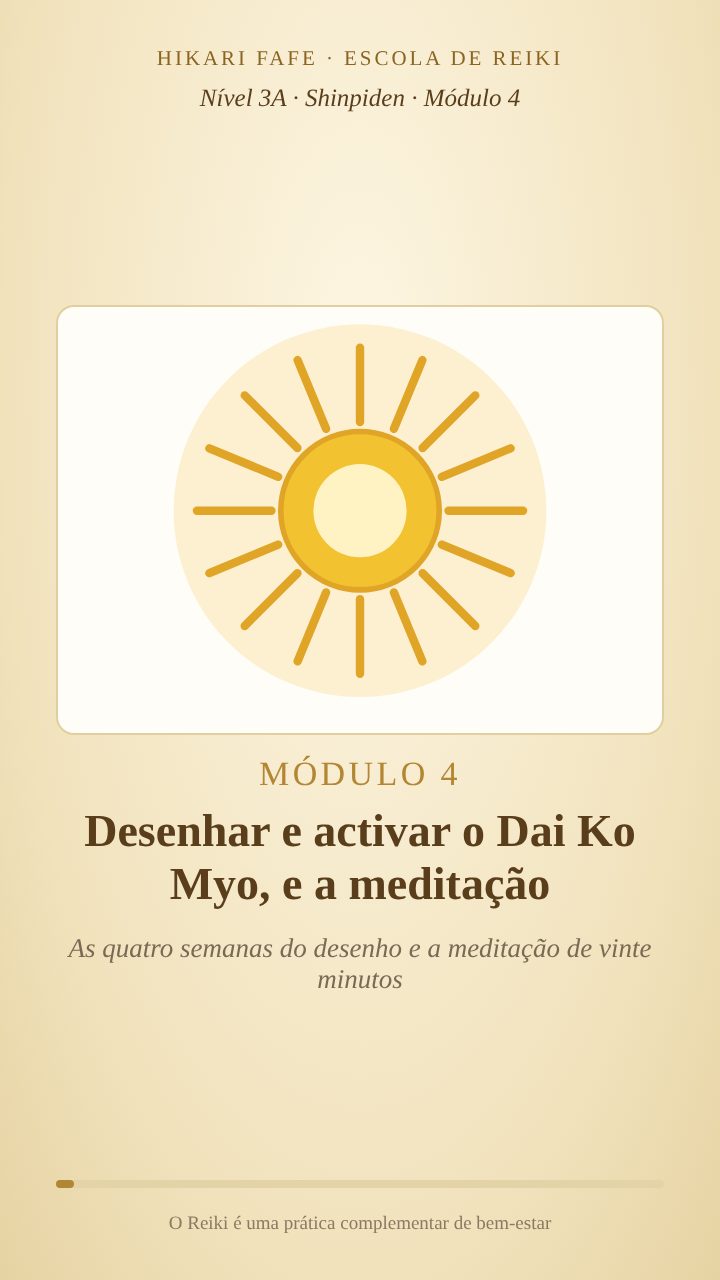 HIKARI FAFE · ESCOLA DE REIKI
Nível 3A · Shinpiden · Módulo 4
MÓDULO 4
Desenhar e activar o Dai Ko
Myo, e a meditação
As quatro semanas do desenho e a meditação de vinte
minutos
O Reiki é uma prática complementar de bem-estar